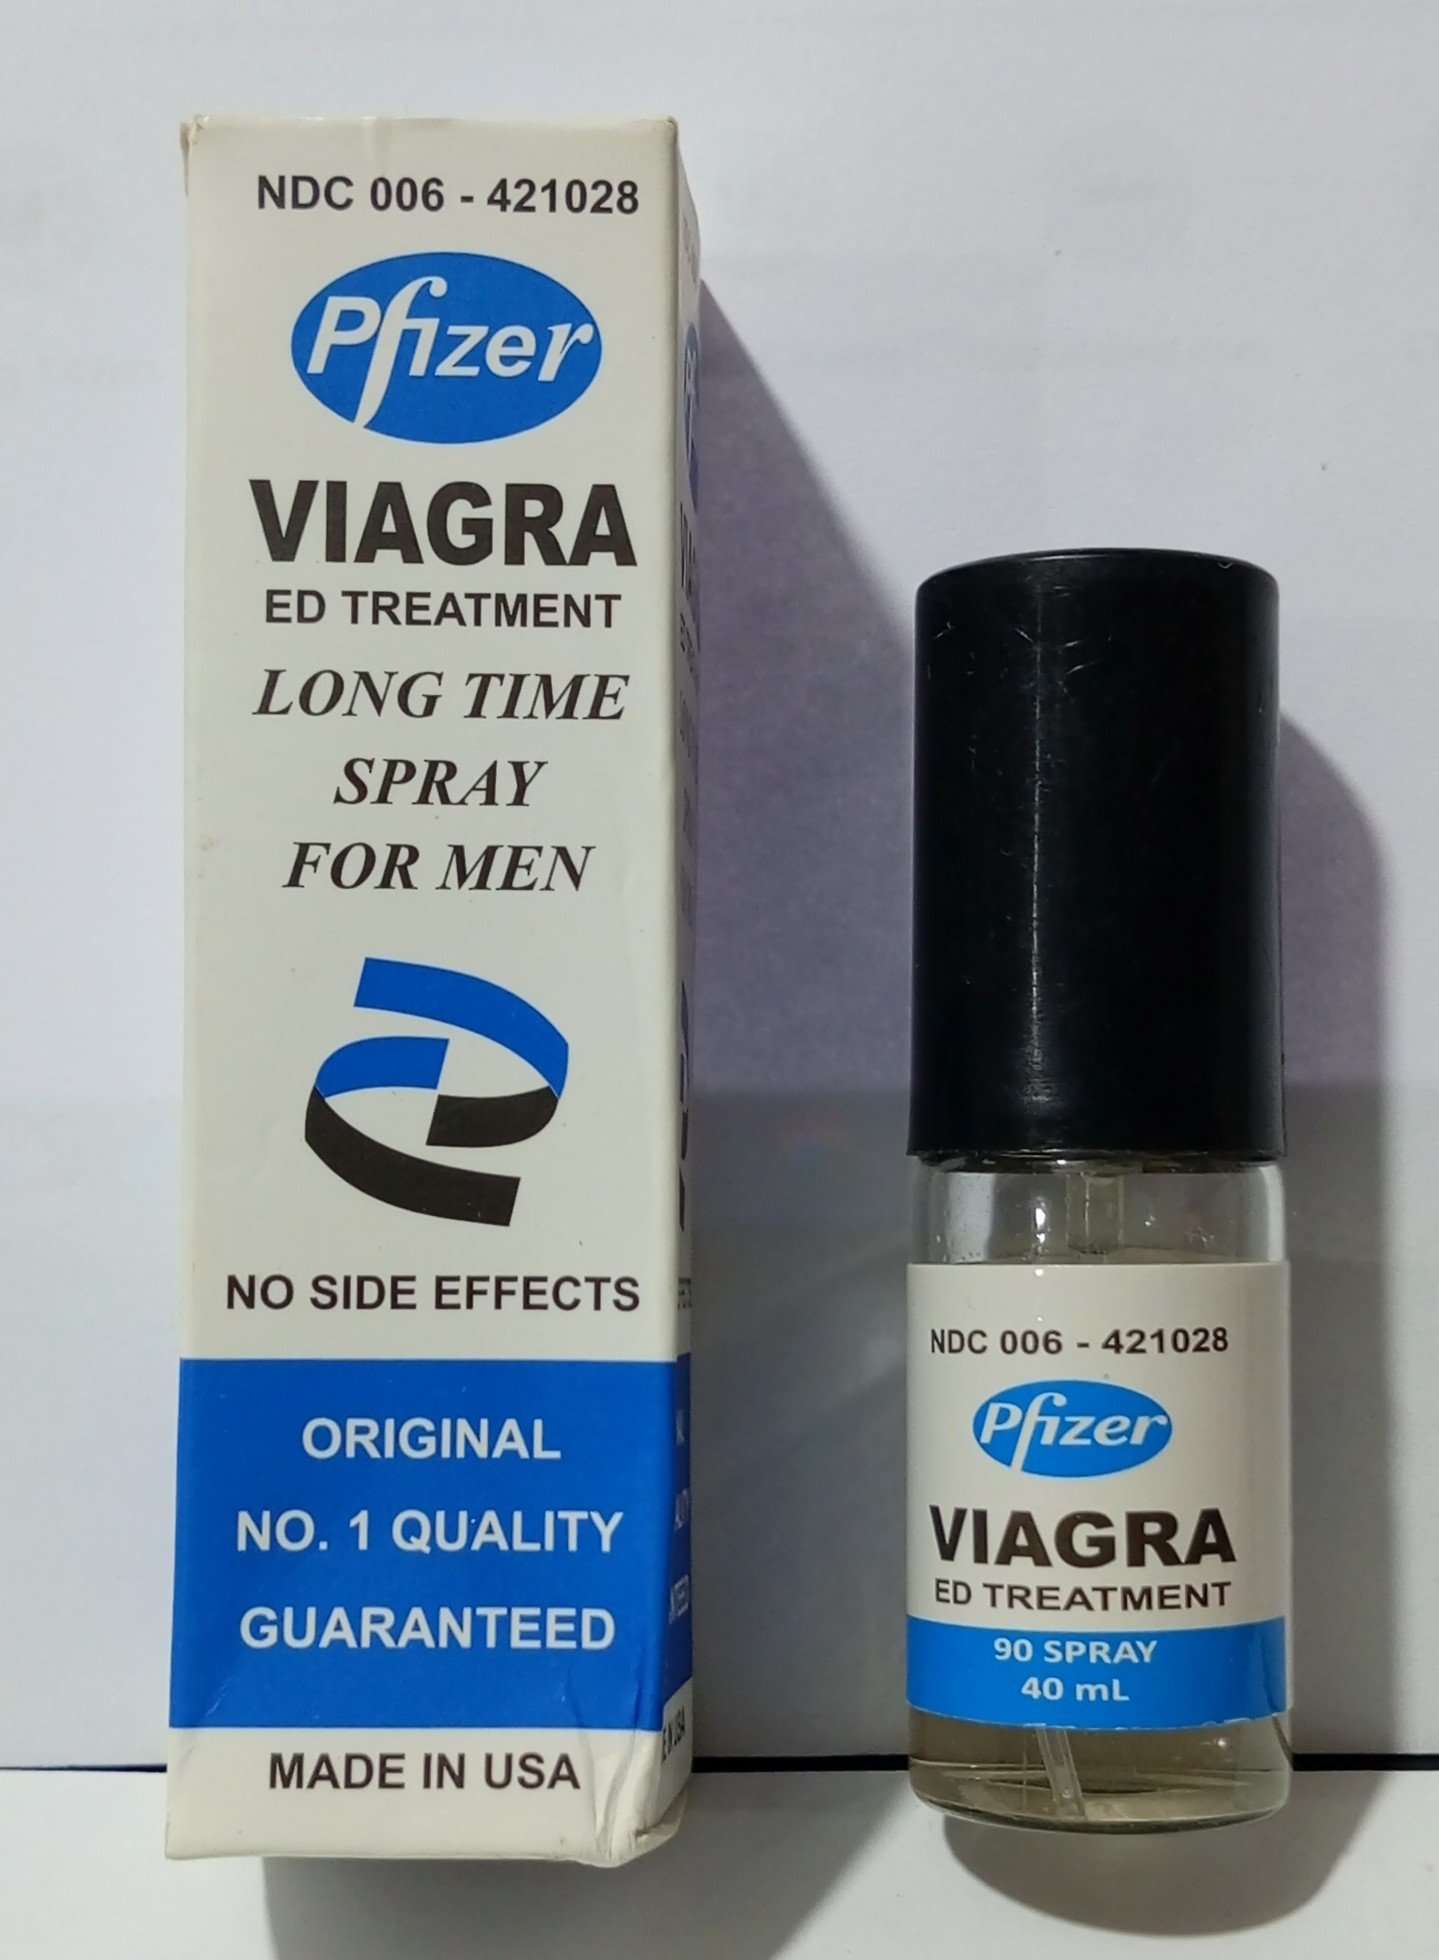 NDC 006 - 421028
Pfizer
VIAGRA
ED TREATMENT
LONG TIME
SPRAY
FOR MEN
NO SIDE EFFECTS
ORIGINAL
NO. 1 QUALITY
GUARANTEED
MADE IN USA
NDC 006 - 421028
Pfizer
VIAGRA
ED TREATMENT
90 SPRAY
40 mL